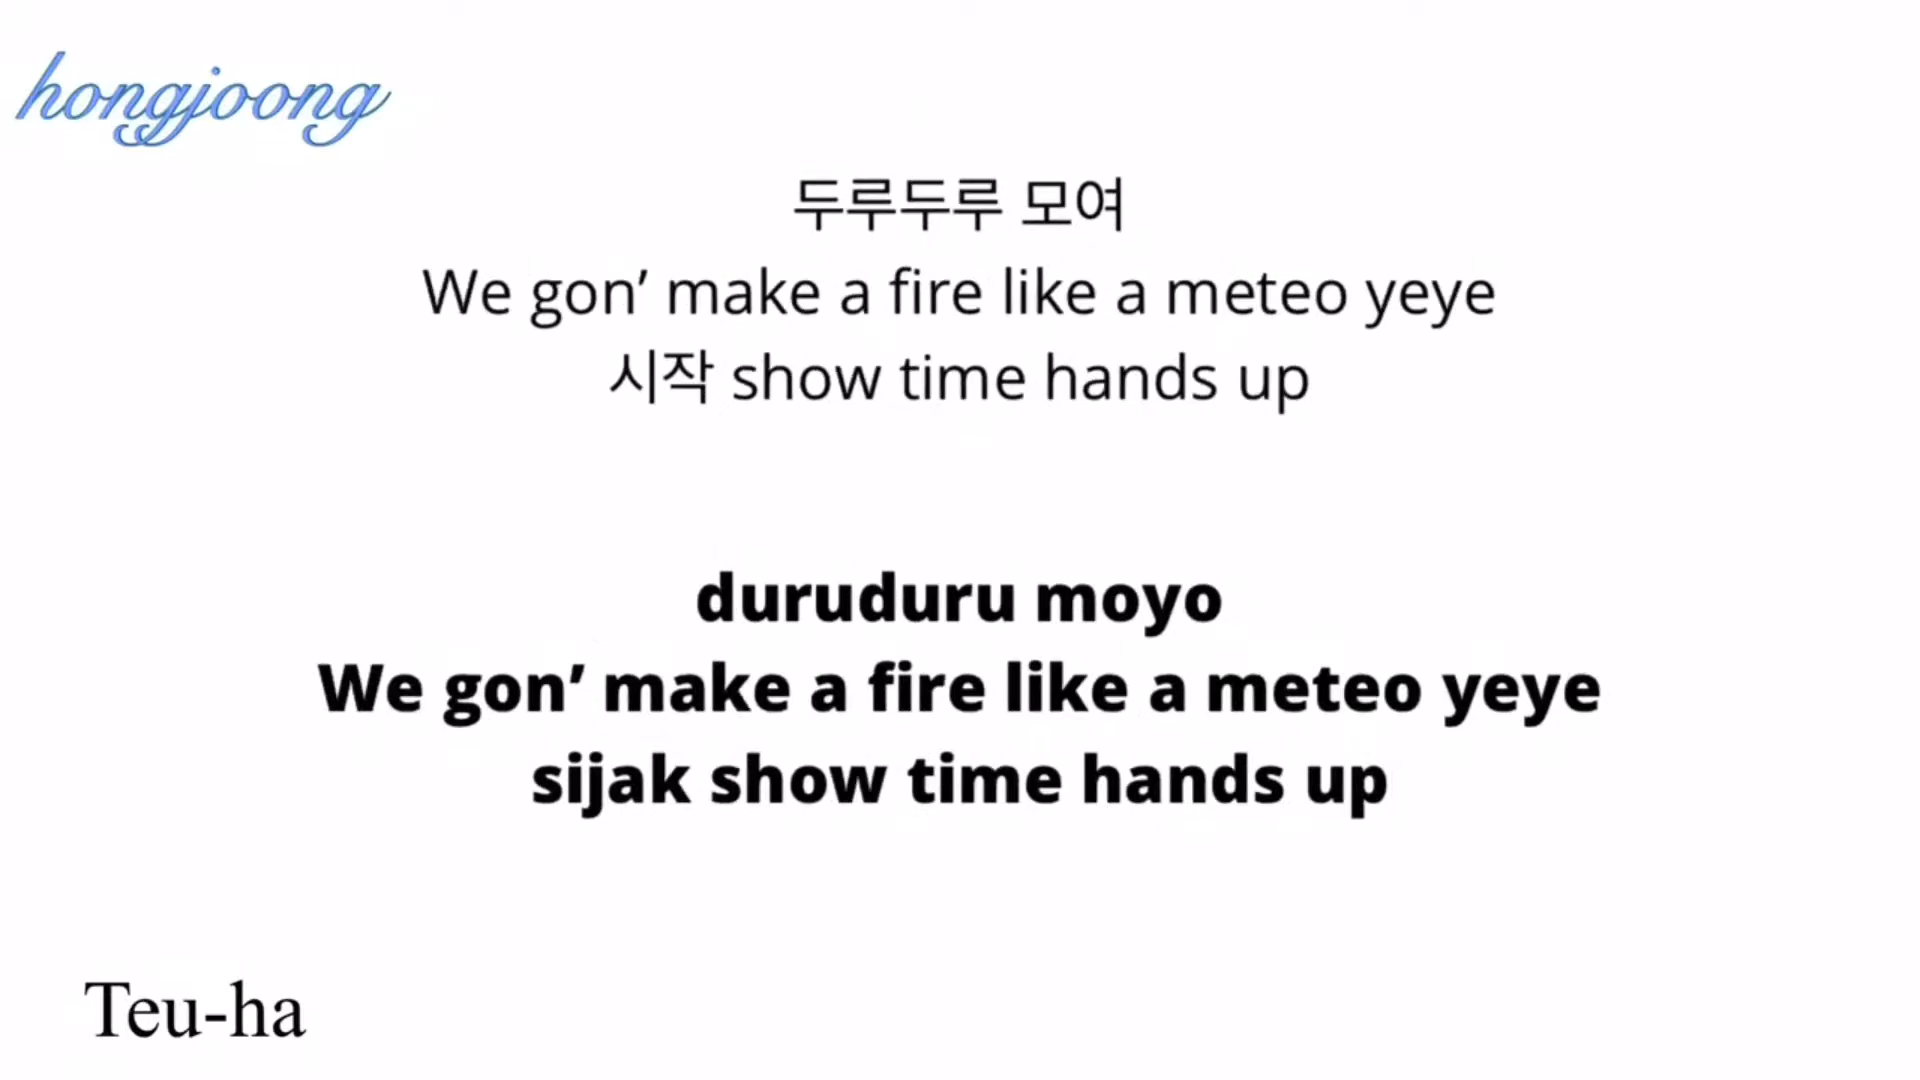 hongjoong
두루두루 모여
We gon’ make a fire like a meteo yeye
시작 show time hands up
duruduru moyo
We gon’ make a fire like a meteo yeye
sijak show time hands up
Teu-ha